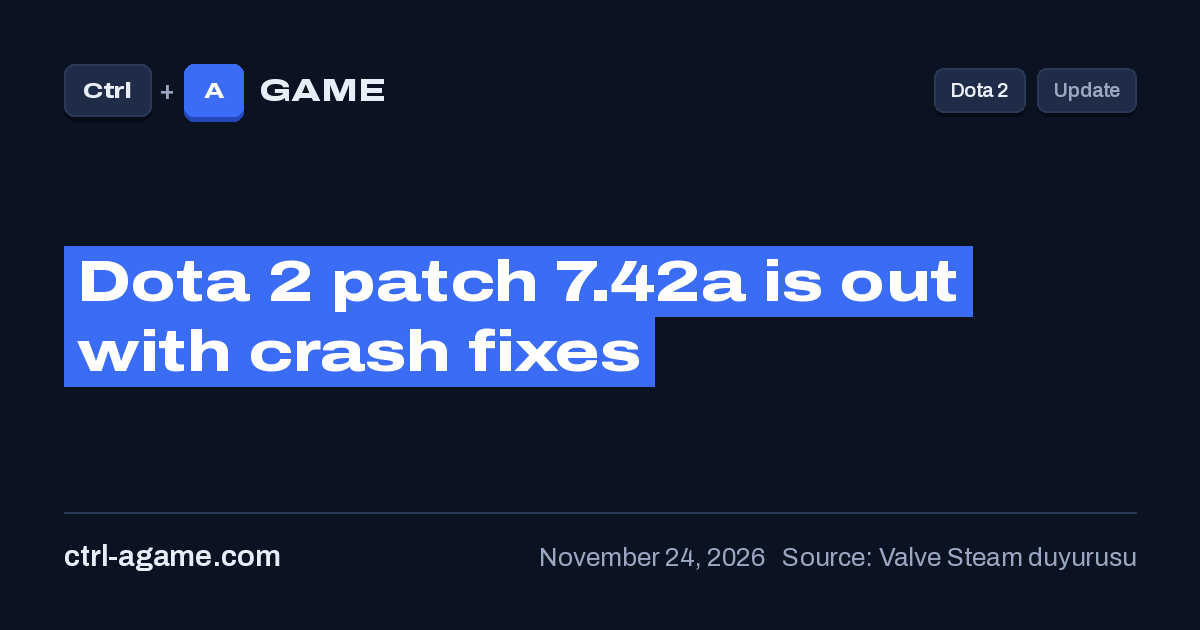 Ctrl + A GAME
Dota 2 Update
Dota 2 patch 7.42a is out
with crash fixes
ctrl-agame.com
November 24, 2026 Source: Valve Steam duyurusu